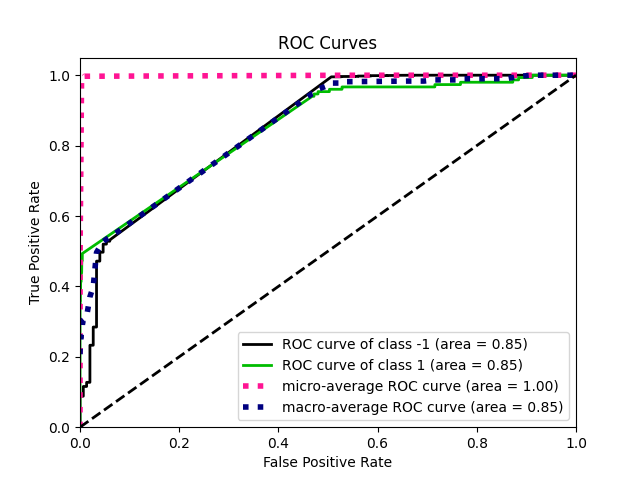 ROC Curves
True Positive Rate
1.0
0.8
0.6
0.4
0.2
0.0
ROC curve of class -1 (area = 0.85)
ROC curve of class 1 (area = 0.85)
micro-average ROC curve (area = 1.00)
macro-average ROC curve (area = 0.85)
0.0 0.2 0.4 0.6 0.8 1.0
False Positive Rate